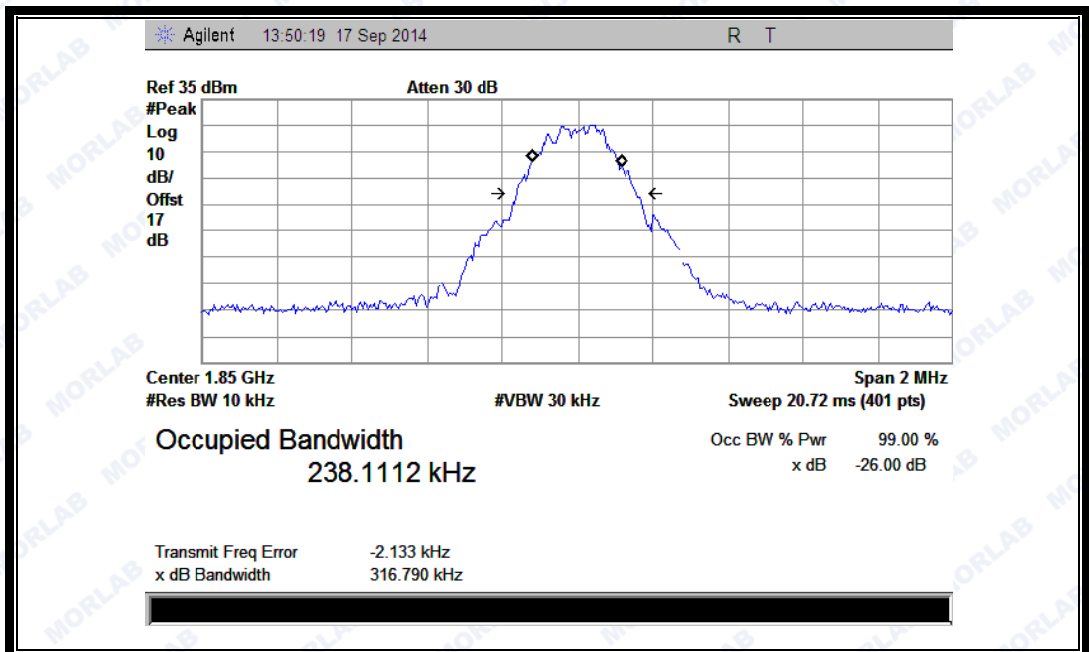 Agilent 13:50:19 17 Sep 2014 R T
Ref 35 dBm Atten 30 dB
#Peak
Log
10
dB/
Offst
17
dB
Center 1.85 GHz Span 2 MHz
#Res BW 10 kHz #VBW 30 kHz Sweep 20.72 ms (401 pts)
Occupied Bandwidth Occ BW % Pwr 99.00 %
238.1112 kHz x dB -26.00 dB
Transmit Freq Error -2.133 kHz
x dB Bandwidth 316.790 kHz
MORLAB